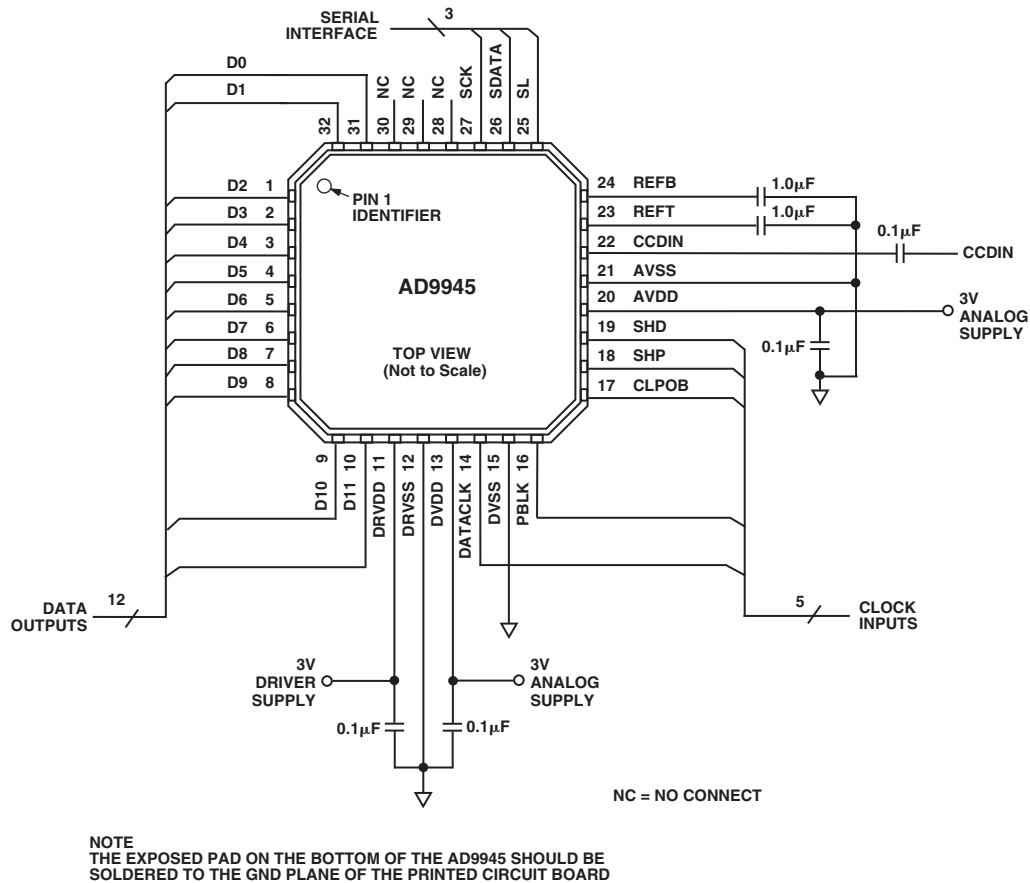 SERIAL
INTERFACE
3
D0
D1
32
31
30 NC
29 NC
28 NC
27 SCK
26 SDATA
25 SL
D2 1
D3 2
D4 3
D5 4
D6 5
D7 6
D8 7
D9 8
PIN 1
IDENTIFIER
AD9945
TOP VIEW
(Not to Scale)
24 REFB
23 REFT
22 CCDIN
21 AVSS
20 AVDD
19 SHD
18 SHP
17 CLPOB
1.0µF
1.0µF
0.1µF
CCDIN
3V
ANALOG
SUPPLY
0.1µF
D10 9
D11 10
DRVDD 11
DRVSS 12
DVDD 13
DATACLK 14
DVSS 15
PBLK 16
DATA
OUTPUTS
12
5
CLOCK
INPUTS
3V
DRIVER
SUPPLY
3V
ANALOG
SUPPLY
0.1µF
0.1µF
NC = NO CONNECT
NOTE
THE EXPOSED PAD ON THE BOTTOM OF THE AD9945 SHOULD BE
SOLDERED TO THE GND PLANE OF THE PRINTED CIRCUIT BOARD